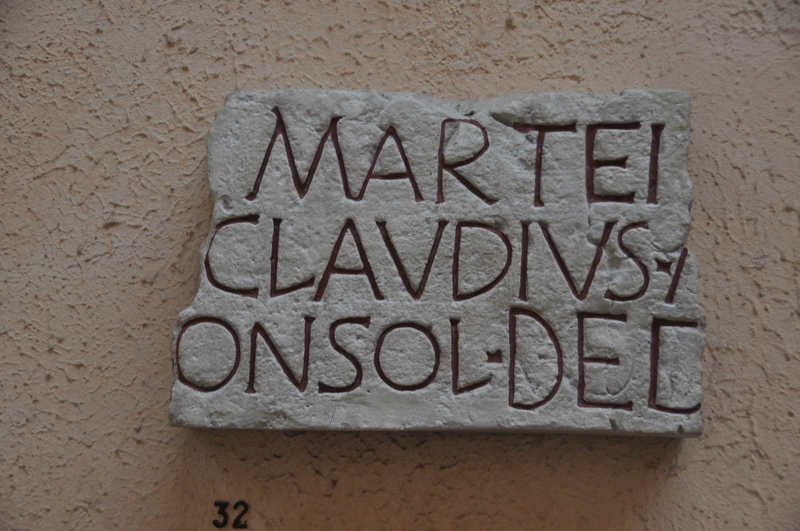 MARTEI
CLAVDIVS·
ONSOL·DED
32